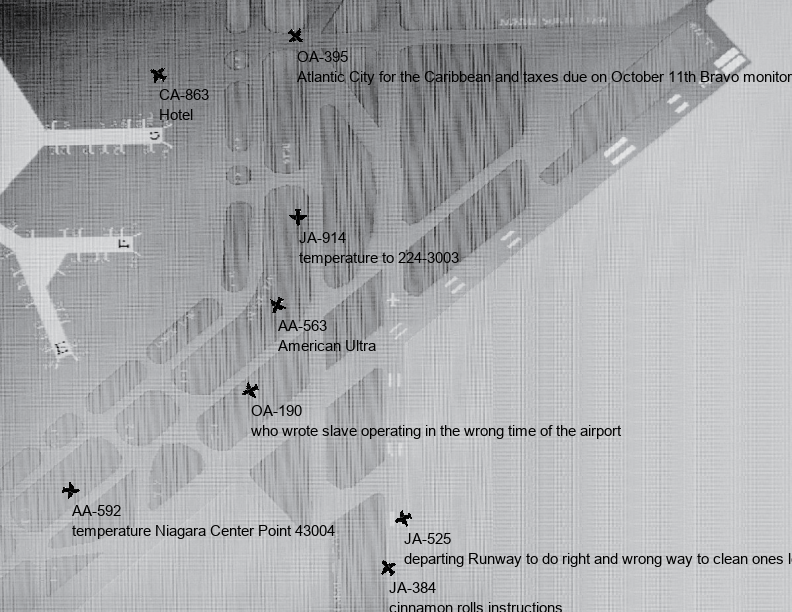 OA-395
Atlantic City for the Caribbean and taxes due on October 11th Bravo monitor
CA-863
Hotel
JA-914
temperature to 224-3003
AA-563
American Ultra
OA-190
who wrote slave operating in the wrong time of the airport
AA-592
temperature Niagara Center Point 43004
JA-525
departing Runway to do right and wrong way to clean ones
JA-384
cinnamon rolls instructions